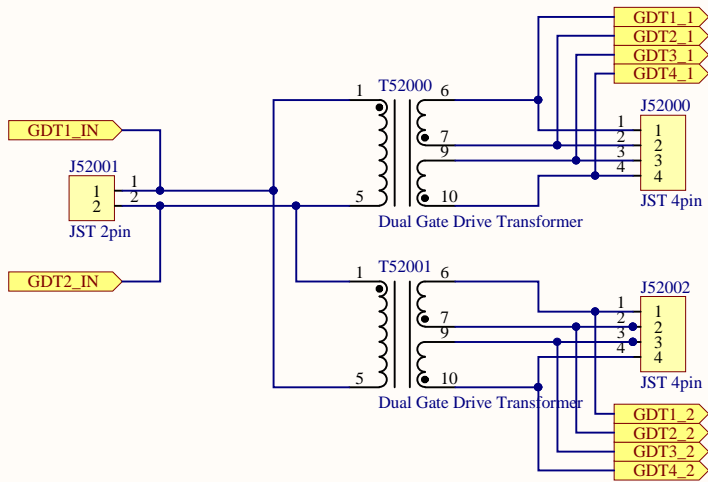 GDT1_1
GDT2_1
GDT3_1
GDT4_1
T52000
1
6
J52000
1
1
7
2
2
9
3
3
4
4
5
10
Dual Gate Drive Transformer
JST 4pin
GDT1_IN
J52001
1
1
2
2
JST 2pin
GDT2_IN
T52001
1
6
J52002
1
1
7
2
2
9
3
3
4
4
5
10
Dual Gate Drive Transformer
JST 4pin
GDT1_2
GDT2_2
GDT3_2
GDT4_2